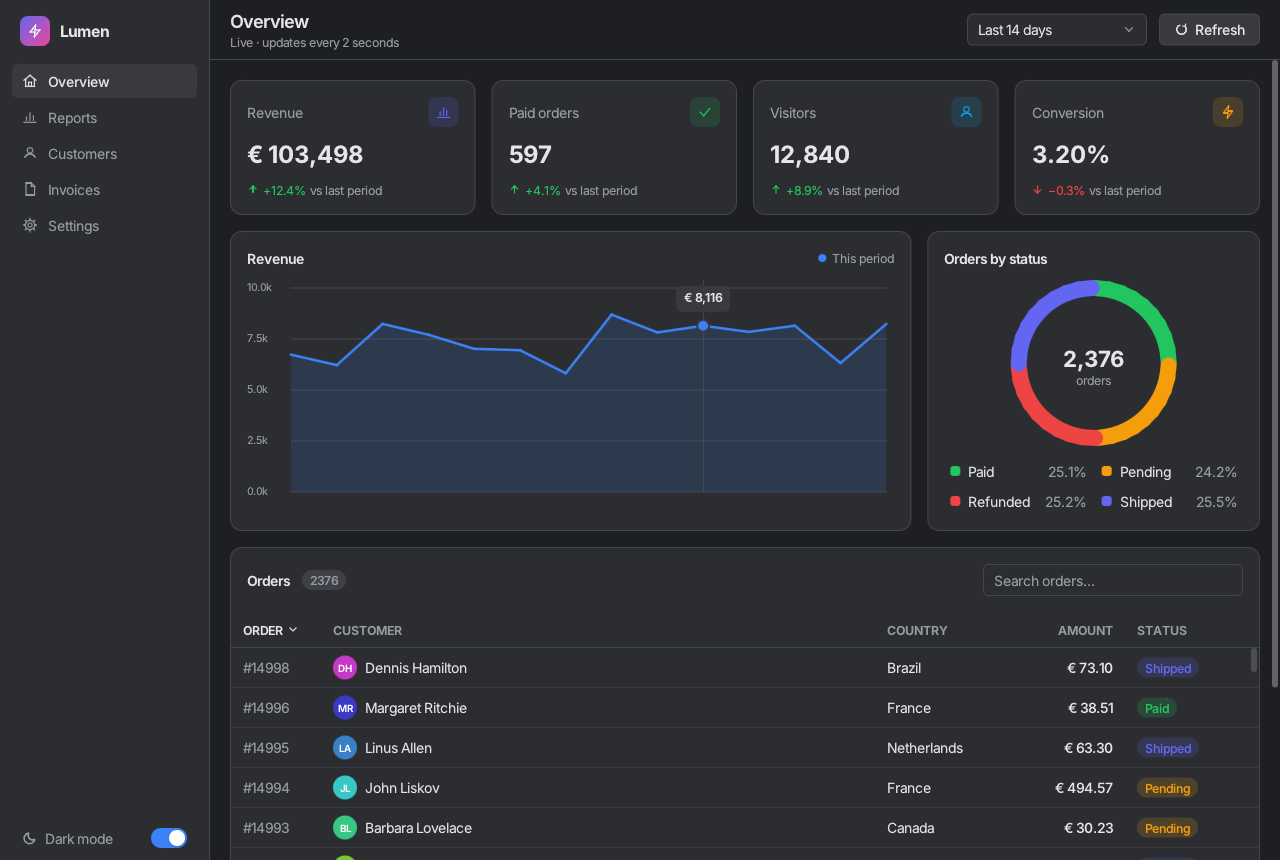 Lumen
Overview
Reports
Customers
Invoices
Settings
Dark mode
Overview
Live · updates every 2 seconds
Last 14 days
Refresh
Revenue
€ 103,498
+12.4% vs last period
Paid orders
597
+4.1% vs last period
Visitors
12,840
+8.9% vs last period
Conversion
3.20%
−0.3% vs last period
Revenue
This period
10.0k
7.5k
5.0k
2.5k
0.0k
€ 8,116
Orders by status
2,376
orders
Paid 25.1%
Pending 24.2%
Refunded 25.2%
Shipped 25.5%
Orders 2376
Search orders...
ORDER CUSTOMER COUNTRY AMOUNT STATUS
#14998 DH Dennis Hamilton Brazil € 73.10 Shipped
#14996 MR Margaret Ritchie France € 38.51 Paid
#14995 LA Linus Allen Netherlands € 63.30 Shipped
#14994 JL John Liskov France € 494.57 Pending
#14993 BL Barbara Lovelace Canada € 30.23 Pending